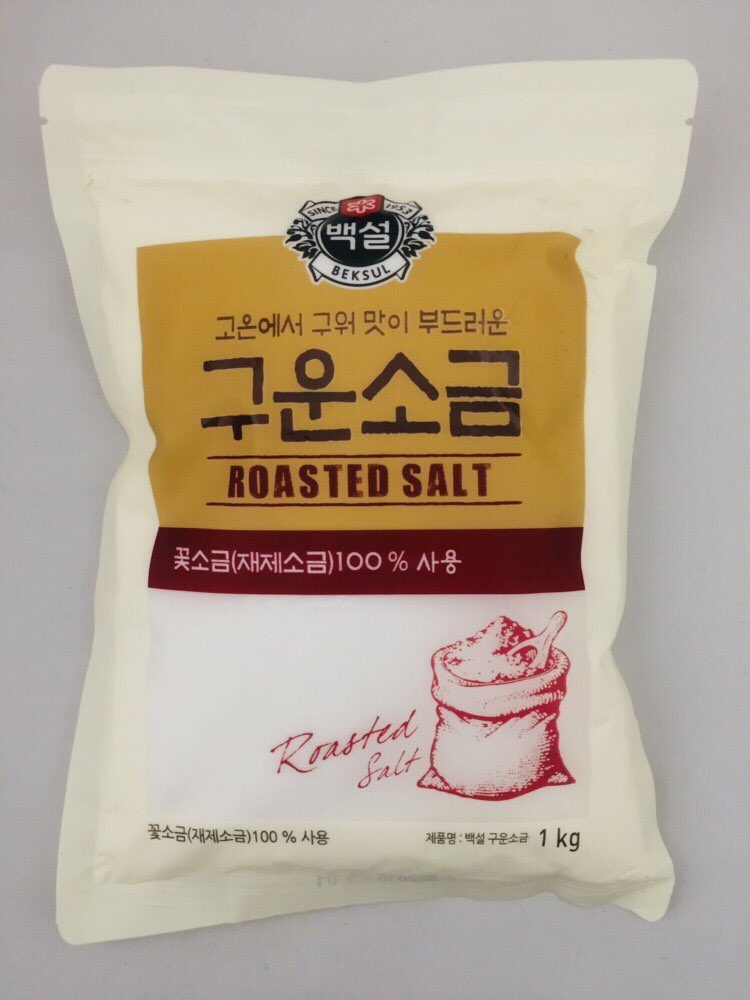 SINCE 1953
백설
BEKSUL
고온에서 구워 맛이 부드러운
구운소금
ROASTED SALT
꽃소금(재제소금)100 % 사용
Roasted
Salt
꽃소금(재제소금)100 % 사용
제품명 : 백설 구운소금 1 kg